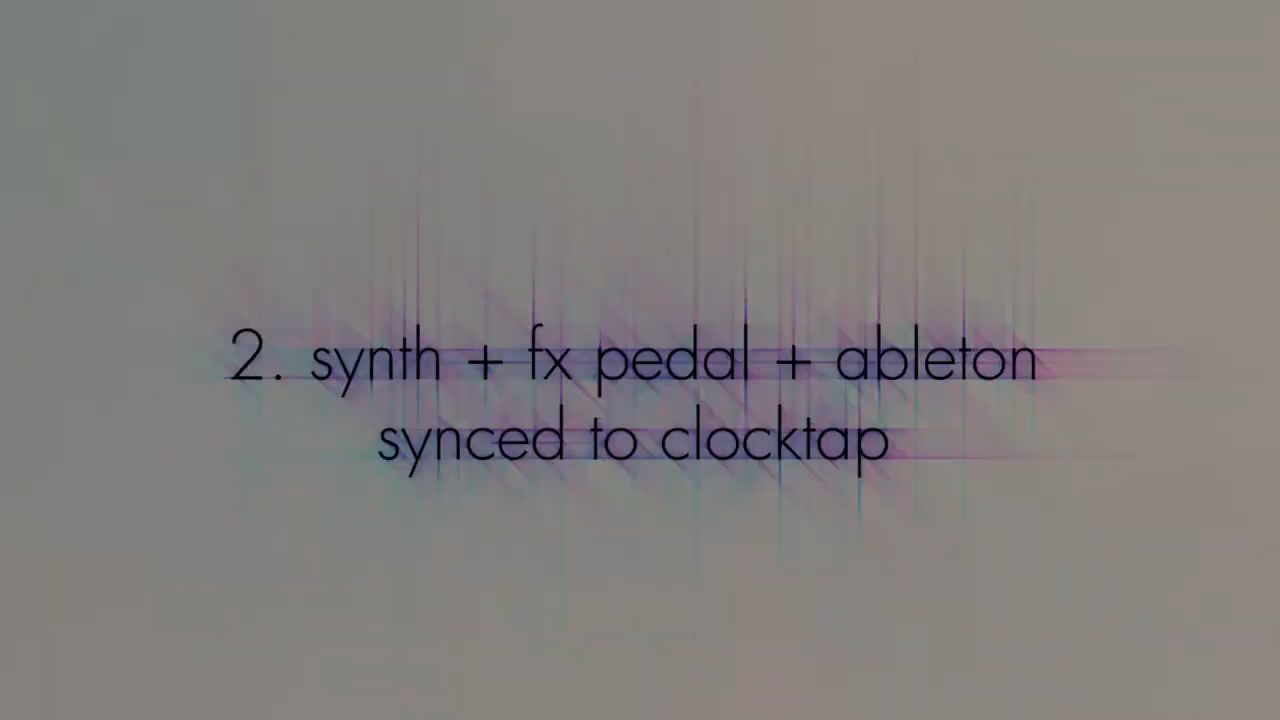 2. synth + fx pedal + ableton
synced to clocktap